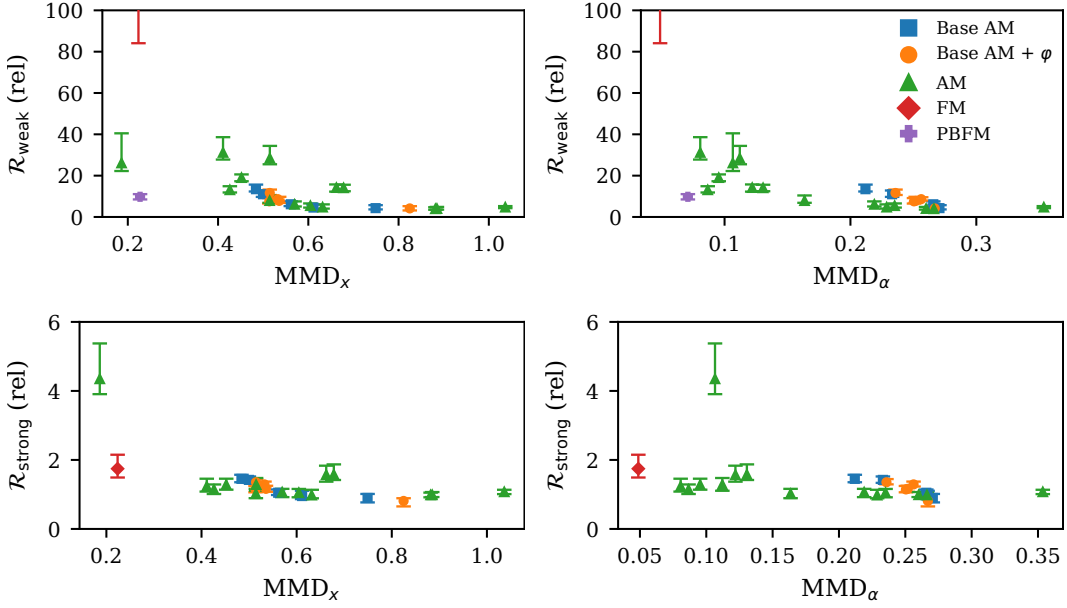 100
80
60
40
20
0
R_weak (rel)
0.2 0.4 0.6 0.8 1.0
MMD_x
100
80
60
40
20
0
R_weak (rel)
0.1 0.2 0.3
MMD_α
Base AM
Base AM + φ
AM
FM
PBFM
6
4
2
0
R_strong (rel)
0.2 0.4 0.6 0.8 1.0
MMD_x
6
4
2
0
R_strong (rel)
0.05 0.10 0.15 0.20 0.25 0.30 0.35
MMD_α